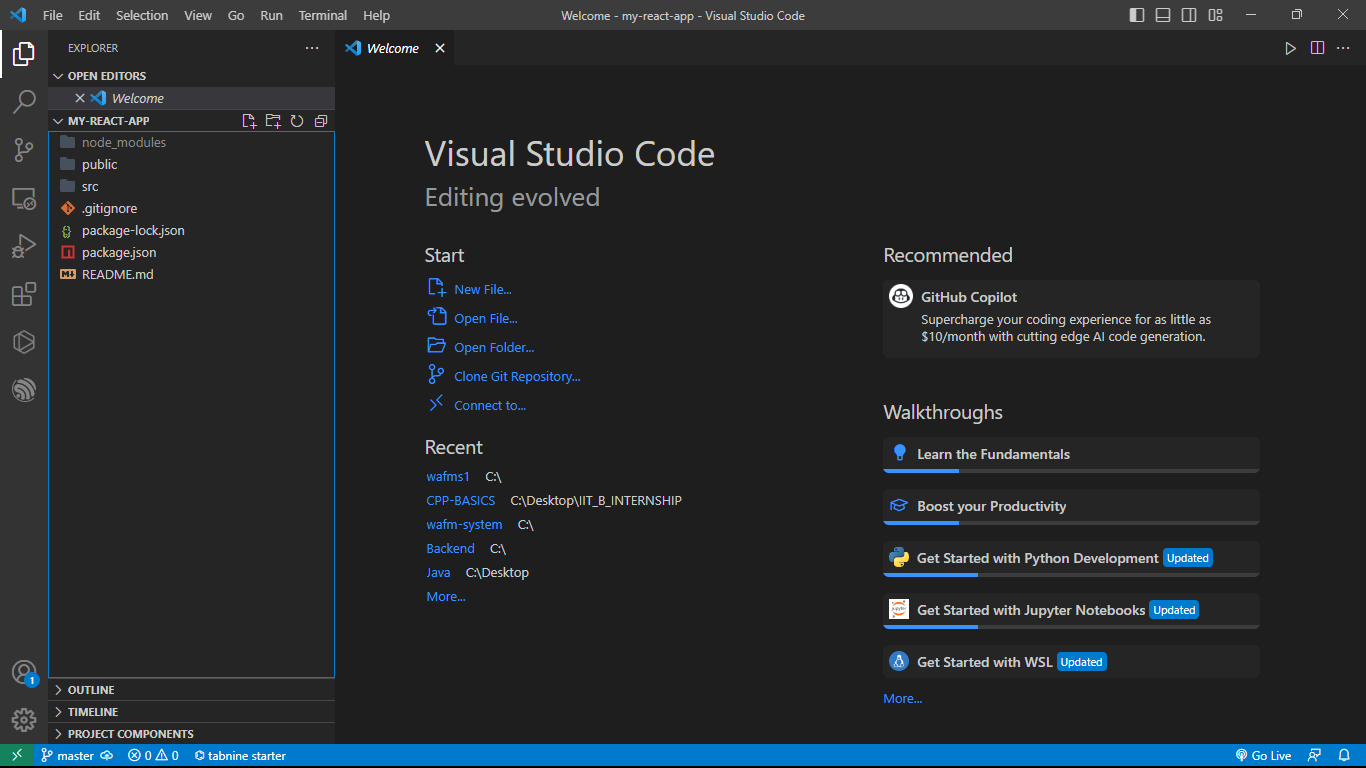 File Edit Selection View Go Run Terminal Help
Welcome - my-react-app - Visual Studio Code
EXPLORER
Welcome
OPEN EDITORS
Welcome
MY-REACT-APP
node_modules
public
src
.gitignore
package-lock.json
package.json
README.md
OUTLINE
TIMELINE
PROJECT COMPONENTS
Visual Studio Code
Editing evolved
Start
New File...
Open File...
Open Folder...
Clone Git Repository...
Connect to...
Recent
wafms1 C:\
CPP-BASICS C:\Desktop\IIT_B_INTERNSHIP
wafm-system C:\
Backend C:\
Java C:\Desktop
More...
Recommended
GitHub Copilot
Supercharge your coding experience for as little as
$10/month with cutting edge AI code generation.
Walkthroughs
Learn the Fundamentals
Boost your Productivity
Get Started with Python Development Updated
jupyter
Get Started with Jupyter Notebooks Updated
Get Started with WSL Updated
More...
1
master 0 0 tabnine starter
Go Live